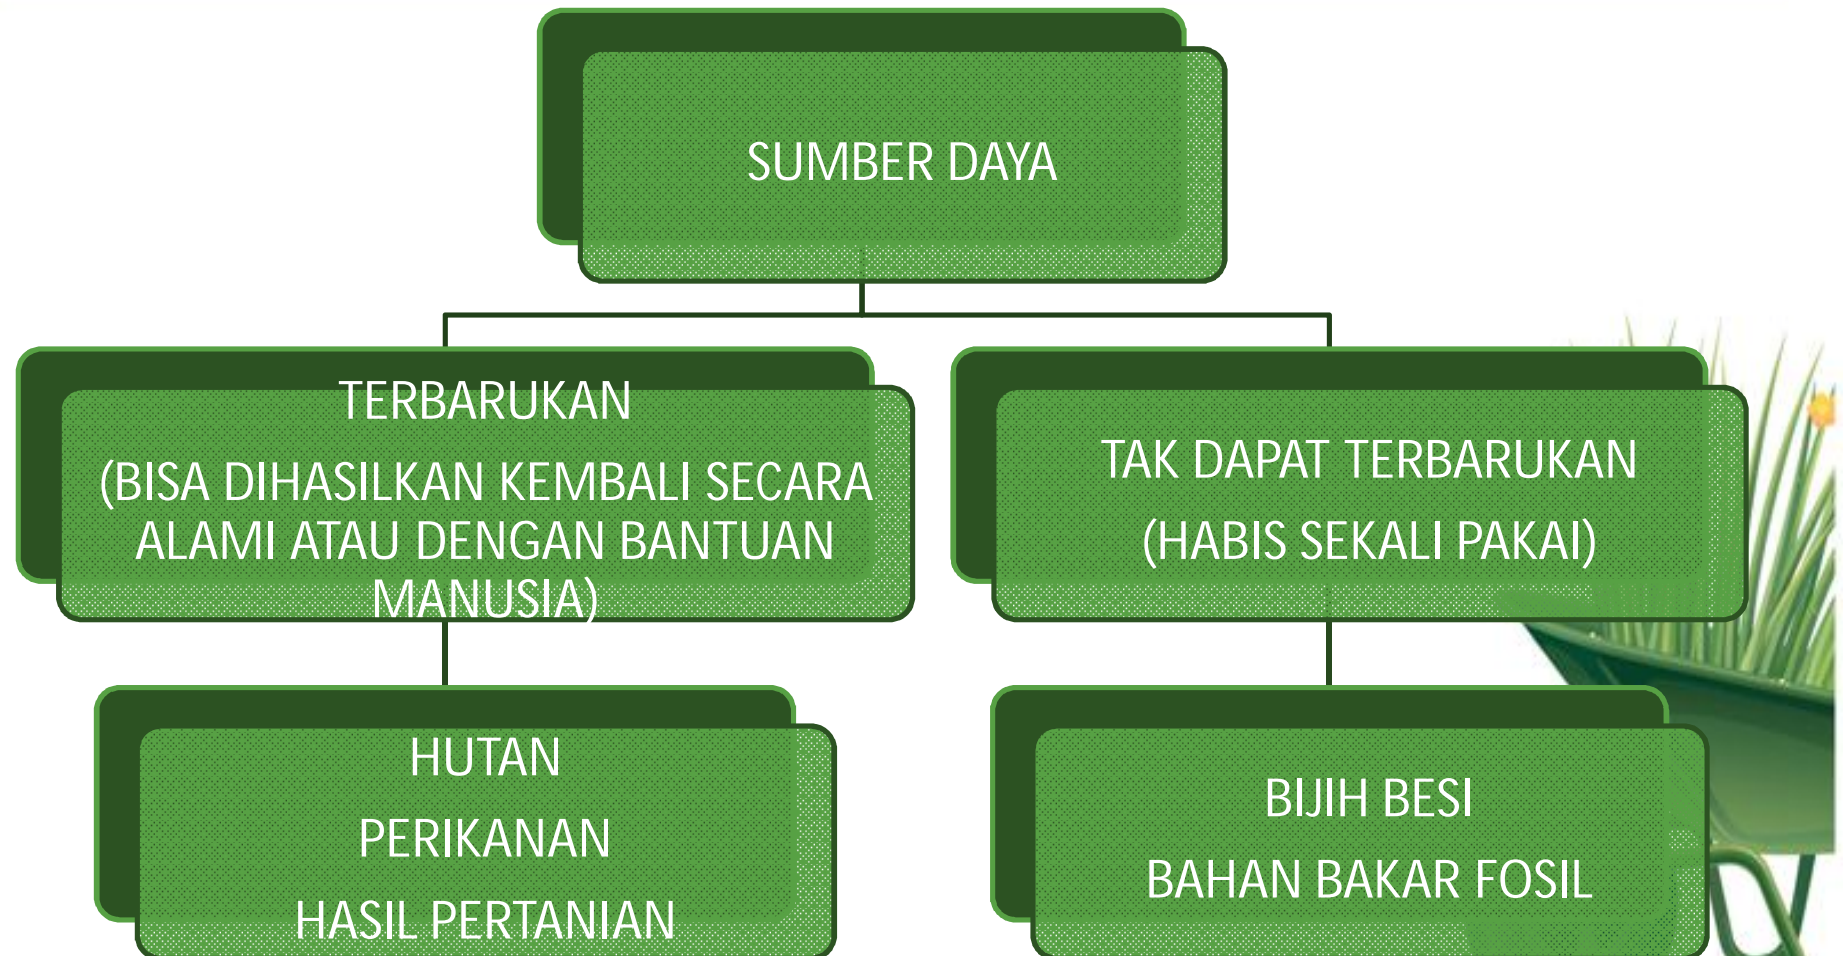 SUMBER DAYA
TERBARUKAN
(BISA DIHASILKAN KEMBALI SECARA
ALAMI ATAU DENGAN BANTUAN
MANUSIA)
TAK DAPAT TERBARUKAN
(HABIS SEKALI PAKAI)
HUTAN
PERIKANAN
HASIL PERTANIAN
BIJIH BESI
BAHAN BAKAR FOSIL